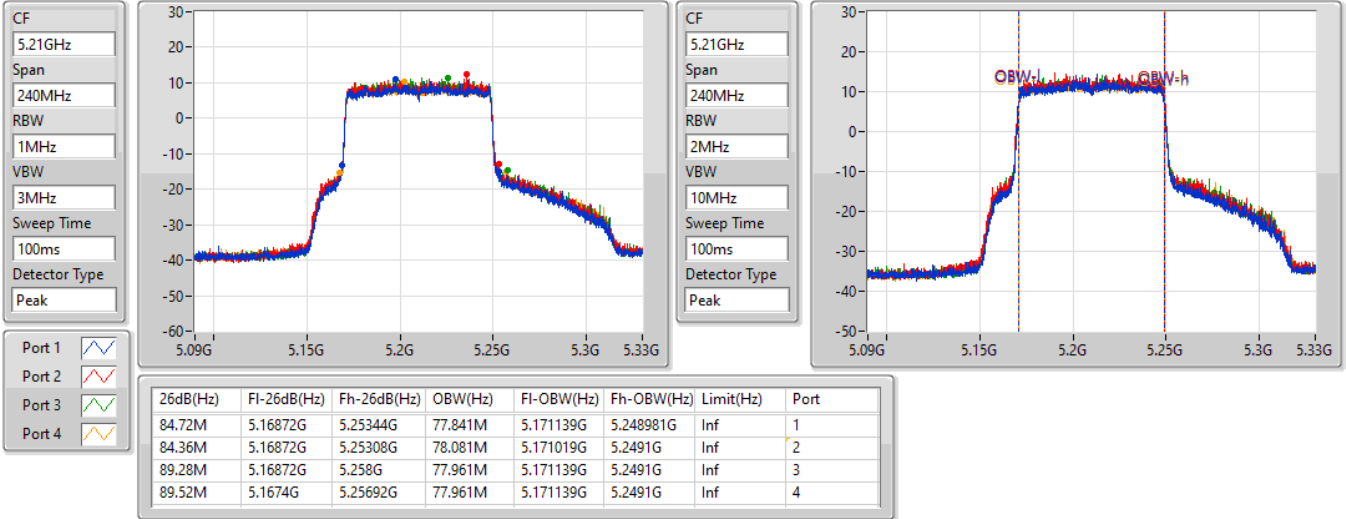 CF
5.21GHz
Span
240MHz
RBW
1MHz
VBW
3MHz
Sweep Time
100ms
Detector Type
Peak
30
20
10
0
-10
-20
-30
-40
-50
-60
5.09G 5.15G 5.2G 5.25G 5.3G 5.33G
CF
5.21GHz
Span
240MHz
RBW
2MHz
VBW
10MHz
Sweep Time
100ms
Detector Type
Peak
30
20
10
0
-10
-20
-30
-40
-50
OBW-l OBW-h
5.09G 5.15G 5.2G 5.25G 5.3G 5.33G
Port 1
Port 2
Port 3
Port 4
26dB(Hz) Fl-26dB(Hz) Fh-26dB(Hz) OBW(Hz) Fl-OBW(Hz) Fh-OBW(Hz) Limit(Hz) Port
84.72M 5.16872G 5.25344G 77.841M 5.171139G 5.248981G Inf 1
84.36M 5.16872G 5.25308G 78.081M 5.171019G 5.2491G Inf 2
89.28M 5.16872G 5.258G 77.961M 5.171139G 5.2491G Inf 3
89.52M 5.1674G 5.25692G 77.961M 5.171139G 5.2491G Inf 4